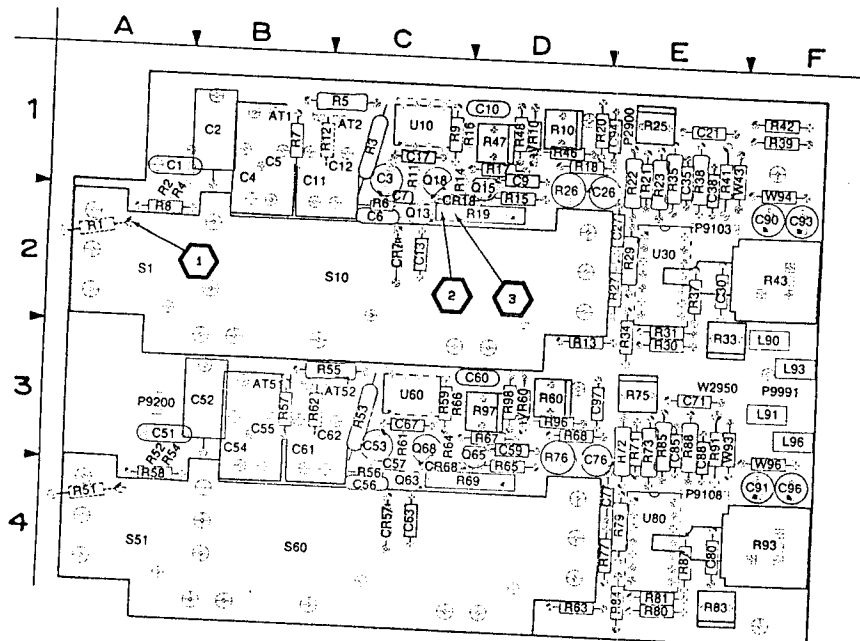 A B C D E F
1
C2 AT1 R7 R12 AT2 R5 R3 U10 R9 R16 C10 R47 R48 R10 R20 C94 P2900 R25 C21 R42
R39
C1 C5 C12 C17 R46 R18
R2 R4 C4 C11 C3 R11 Q18 R14 Q15 C9 R26 C26 R22 R21 R23 R35 C35 R38 C38 R41 W43 W94
R8 R6 C7 CR18 R15
R1 C6 Q13 R19 C27 P9103 C90 C93
2
1 CR7 C13 R29 U30
S1 S10 2 3 R27 R37 C30 R43
R34 R31 R33 L90
R13 R30
3
R55 C60 L93
AT5 AT52 U60 R59 R66 R98 R60 C97 R75 W2950 P9991
P9200 C52 R57 R62 R53 R97 C71 L91
C51 C55 C62 C67 R96 L96
R52 R54 C54 C61 C53 R61 Q68 R64 R67 Q65 C59 R68 R76 C76 R71 R73 R85 C85 R88 C88 R91 W93
R58 R56 C57 CR68 R65 W96
R51 C56 Q63 R69 C77 P9108 C91 C96
4
CR57 C63 R79 U80
S51 S60 R77 R87 C80 R93
R63 R84 R81 R83
R80